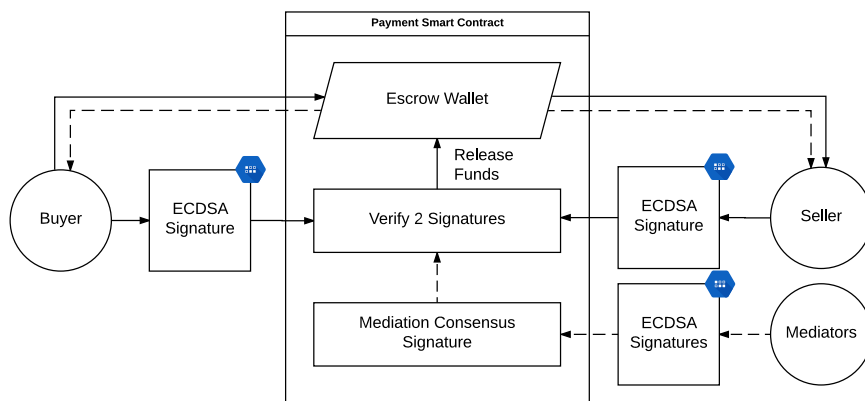 Payment Smart Contract
Escrow Wallet
Release
Funds
Buyer
ECDSA
Signature
Verify 2 Signatures
ECDSA
Signature
Seller
Mediation Consensus
Signature
ECDSA
Signatures
Mediators